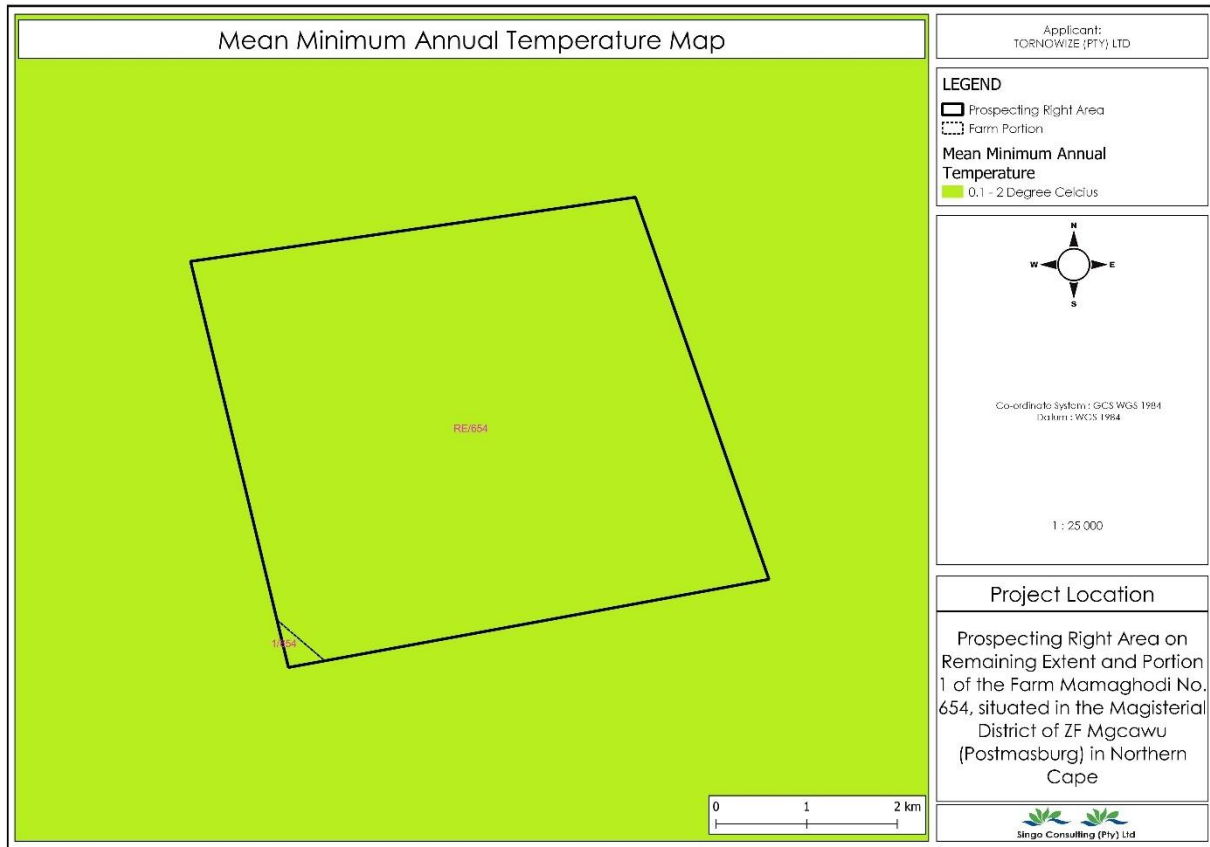 Mean Minimum Annual Temperature Map
RE/654
1/654
0 1 2 km
Applicant:
TORNOWIZE (PTY) LTD
LEGEND
Prospecting Right Area
Farm Portion
Mean Minimum Annual
Temperature
0.1 - 2 Degree Celcius
N
W E
S
Co-ordinate System : GCS WGS 1984
Datum : WGS 1984
1 : 25 000
Project Location
Prospecting Right Area on
Remaining Extent and Portion
1 of the Farm Mamaghodi No.
654, situated in the Magisterial
District of ZF Mgcawu
(Postmasburg) in Northern
Cape
Singo Consulting (Pty) Ltd